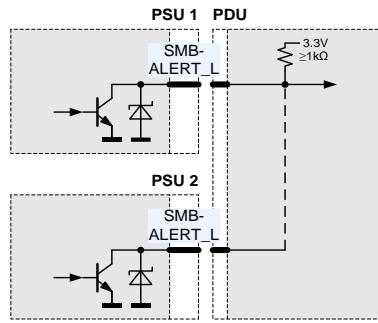 PSU 1 PDU
SMB-
ALERT_L
3.3V
≥1kΩ
PSU 2
SMB-
ALERT_L